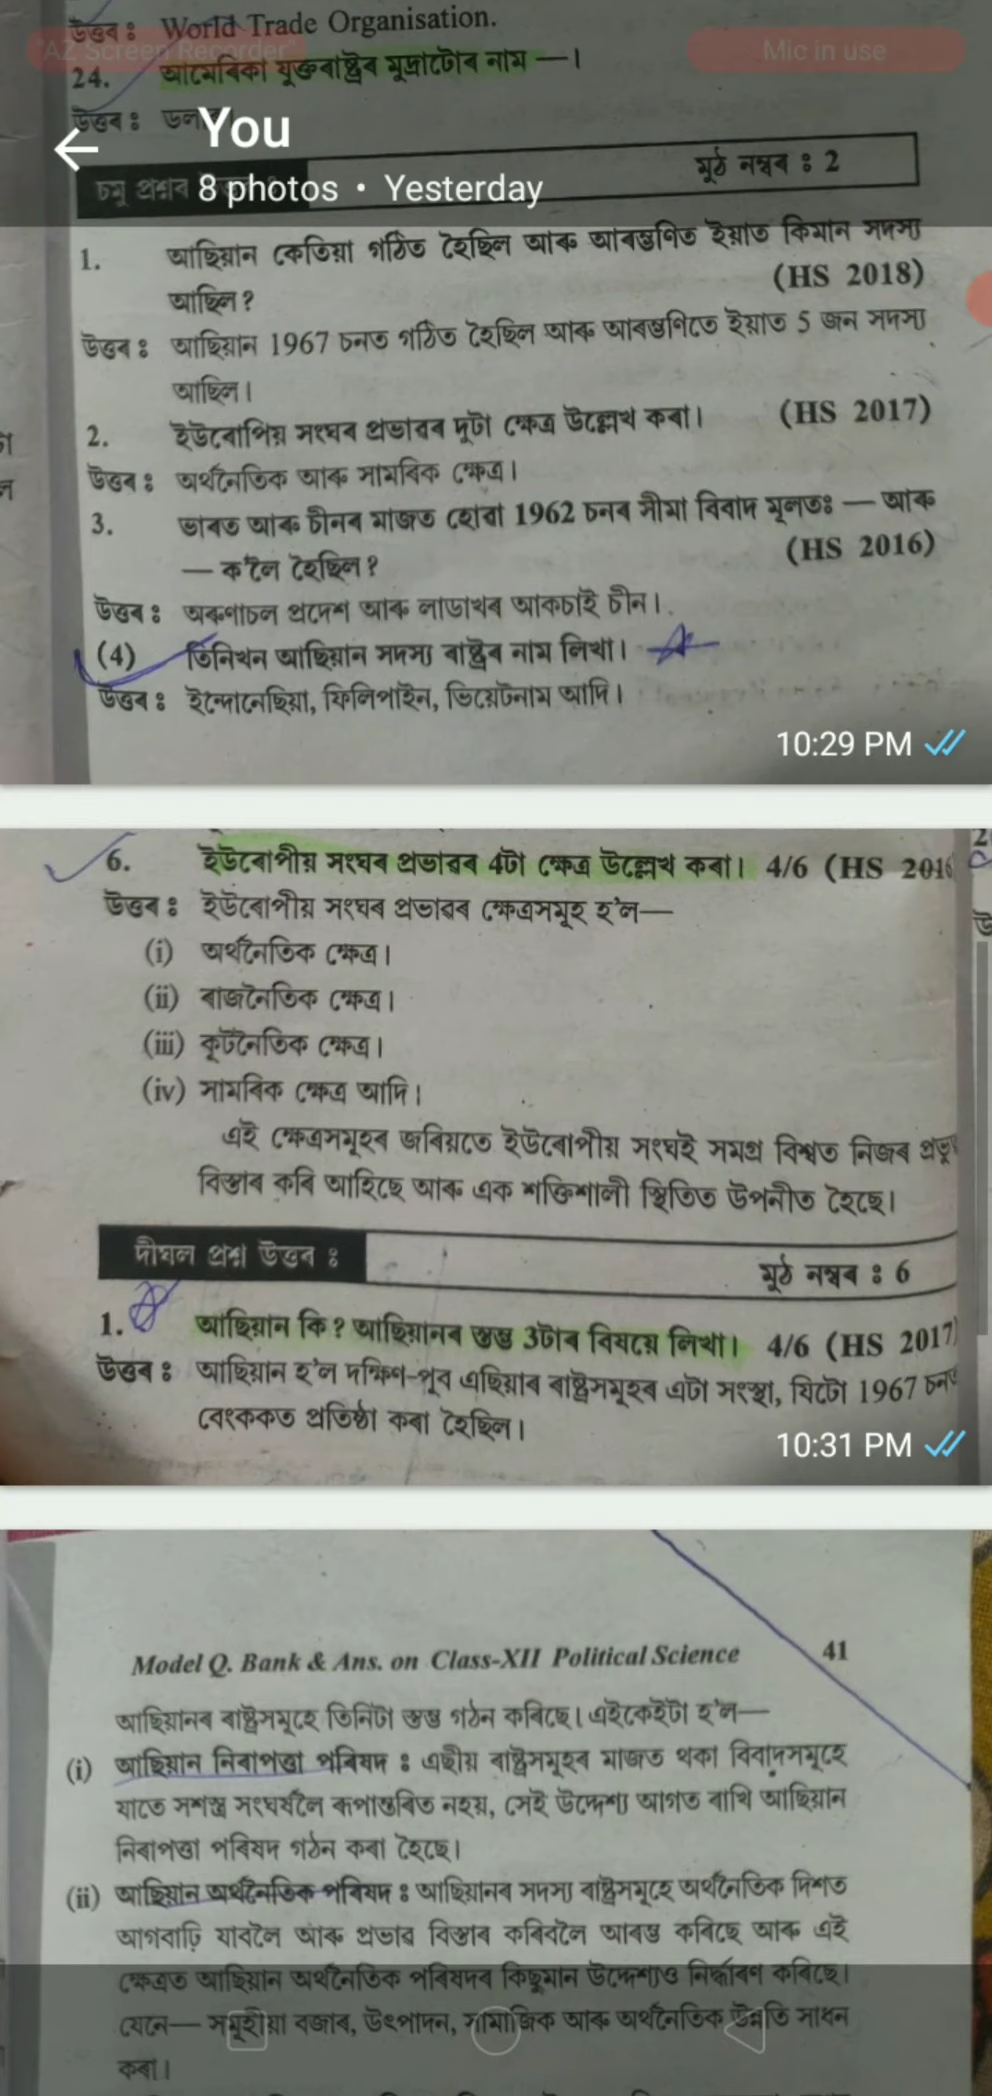 উত্তৰ ঃ World Trade Organisation.
"AZ Screen Recorder"
Mic in use
24. আমেৰিকা যুক্তৰাষ্ট্ৰৰ মুদ্ৰাটোৰ নাম —।
উত্তৰ ঃ
You
8 photos • Yesterday
চমু প্ৰশ্নৰ
মুঠ নম্বৰ ঃ 2
1. আছিয়ান কেতিয়া গঠিত হৈছিল আৰু আৰম্ভণিত ইয়াত কিমান সদস্য
আছিল? (HS 2018)
উত্তৰ ঃ আছিয়ান 1967 চনত গঠিত হৈছিল আৰু আৰম্ভণিতে ইয়াত 5 জন সদস্য
আছিল।
2. ইউৰোপিয় সংঘৰ প্ৰভাৱৰ দুটা ক্ষেত্ৰ উল্লেখ কৰা। (HS 2017)
উত্তৰ ঃ অৰ্থনৈতিক আৰু সামৰিক ক্ষেত্ৰ।
3. ভাৰত আৰু চীনৰ মাজত হোৱা 1962 চনৰ সীমা বিবাদ মূলতঃ — আৰু
— ক'লৈ হৈছিল? (HS 2016)
উত্তৰ ঃ অৰুণাচল প্ৰদেশ আৰু লাডাখৰ আকচাই চীন।
(4) তিনিখন আছিয়ান সদস্য ৰাষ্ট্ৰৰ নাম লিখা।
উত্তৰ ঃ ইন্দোনেছিয়া, ফিলিপাইন, ভিয়েটনাম আদি।
10:29 PM
6. ইউৰোপীয় সংঘৰ প্ৰভাৱৰ 4টা ক্ষেত্ৰ উল্লেখ কৰা। 4/6 (HS 2016
উত্তৰ ঃ ইউৰোপীয় সংঘৰ প্ৰভাৱৰ ক্ষেত্ৰসমূহ হ'ল—
(i) অৰ্থনৈতিক ক্ষেত্ৰ।
(ii) ৰাজনৈতিক ক্ষেত্ৰ।
(iii) কূটনৈতিক ক্ষেত্ৰ।
(iv) সামৰিক ক্ষেত্ৰ আদি।
এই ক্ষেত্ৰসমূহৰ জৰিয়তে ইউৰোপীয় সংঘই সমগ্ৰ বিশ্বত নিজৰ
বিস্তাৰ কৰি আহিছে আৰু এক শক্তিশালী স্থিতিত উপনীত হৈছে।
দীঘল প্ৰশ্ন উত্তৰ ঃ
মুঠ নম্বৰ ঃ 6
1. আছিয়ান কি? আছিয়ানৰ স্তম্ভ 3টাৰ বিষয়ে লিখা। 4/6 (HS 2017)
উত্তৰ ঃ আছিয়ান হ'ল দক্ষিণ-পূব এছিয়াৰ ৰাষ্ট্ৰসমূহৰ এটা সংস্থা, যিটো 1967 চনত
বেংককত প্ৰতিষ্ঠা কৰা হৈছিল।
10:31 PM
Model Q. Bank & Ans. on Class-XII Political Science 41
আছিয়ানৰ ৰাষ্ট্ৰসমূহে তিনিটা স্তম্ভ গঠন কৰিছে। এইকেইটা হ'ল—
(i) আছিয়ান নিৰাপত্তা পৰিষদ ঃ এছীয় ৰাষ্ট্ৰসমূহৰ মাজত থকা বিবাদসমূহে
যাতে সশস্ত্ৰ সংঘৰ্ষলৈ ৰূপান্তৰিত নহয়, সেই উদ্দেশ্য আগত ৰাখি আছিয়ান
নিৰাপত্তা পৰিষদ গঠন কৰা হৈছে।
(ii) আছিয়ান অৰ্থনৈতিক পৰিষদ ঃ আছিয়ানৰ সদস্য ৰাষ্ট্ৰসমূহে অৰ্থনৈতিক দিশত
আগবাঢ়ি যাবলৈ আৰু প্ৰভাৱ বিস্তাৰ কৰিবলৈ আৰম্ভ কৰিছে আৰু এই
ক্ষেত্ৰত আছিয়ান অৰ্থনৈতিক পৰিষদৰ কিছুমান উদ্দেশ্যও নিৰ্দ্ধাৰণ কৰিছে।
যেনে— সমূহীয়া বজাৰ, উৎপাদন, সামাজিক আৰু অৰ্থনৈতিক উন্নতি সাধন
কৰা।